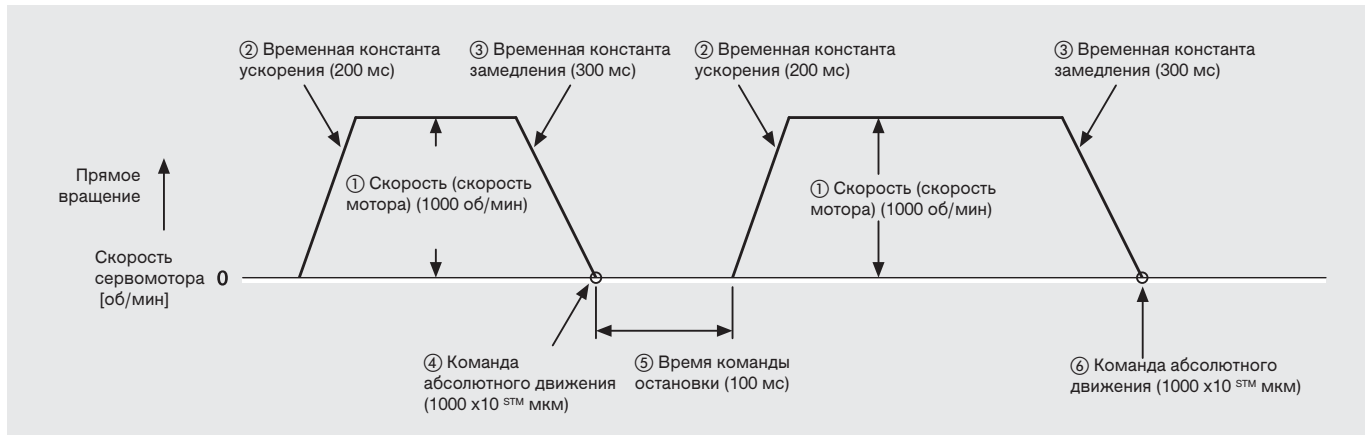 ② Временная константа
ускорения (200 мс)
③ Временная константа
замедления (300 мс)
② Временная константа
ускорения (200 мс)
③ Временная константа
замедления (300 мс)
Прямое
вращение
① Скорость (скорость
мотора) (1000 об/мин)
① Скорость (скорость
мотора) (1000 об/мин)
Скорость
сервомотора 0
[об/мин]
④ Команда
абсолютного движения
(1000 x10 STM мкм)
⑤ Время команды
остановки (100 мс)
⑥ Команда абсолютного
движения (1000 x10 STM мкм)